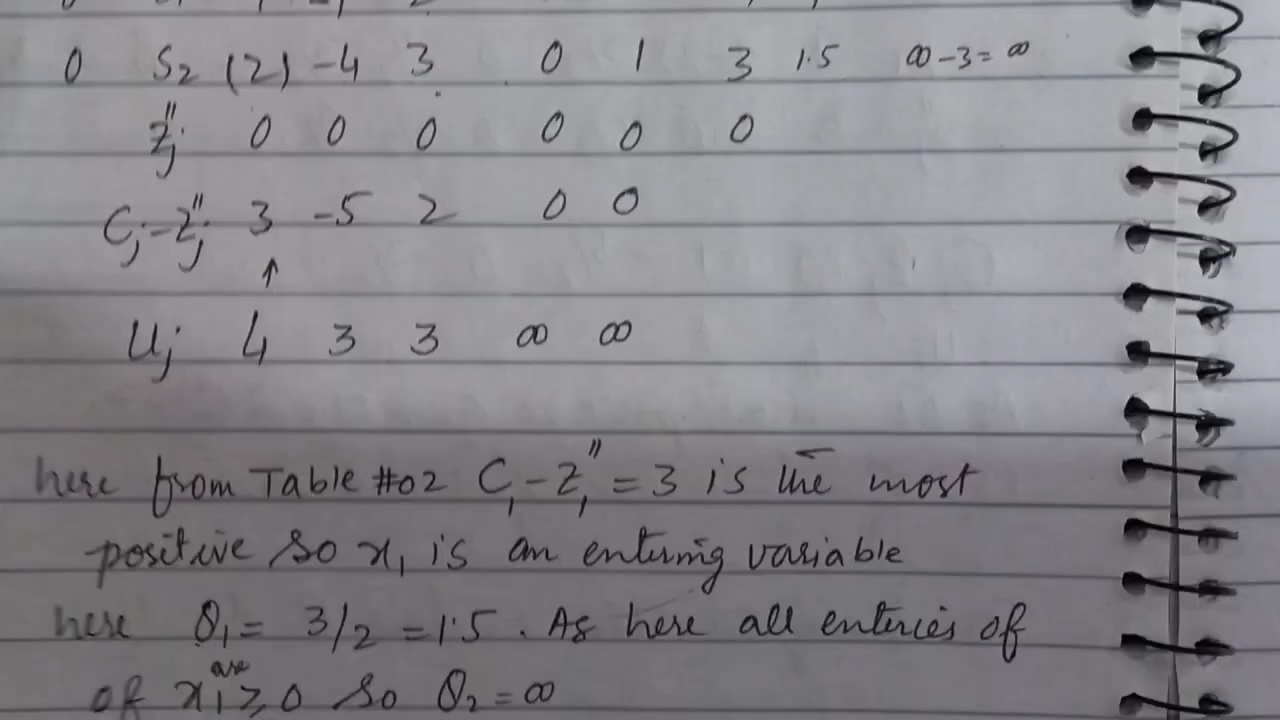 0 S₂ (2) -4 3 0 1 3 1.5 ∞-3=∞
Zⱼ" 0 0 0 0 0 0
Cⱼ-Zⱼ" 3 -5 2 0 0
↑
Uⱼ 4 3 3 ∞ ∞
here from Table #02 C₁-Z₁" = 3 is the most
positive so x₁ is an entering variable
here θ₁ = 3/2 = 1.5. As here all enteries of
of x₁ are ≥ 0 so θ₂ = ∞